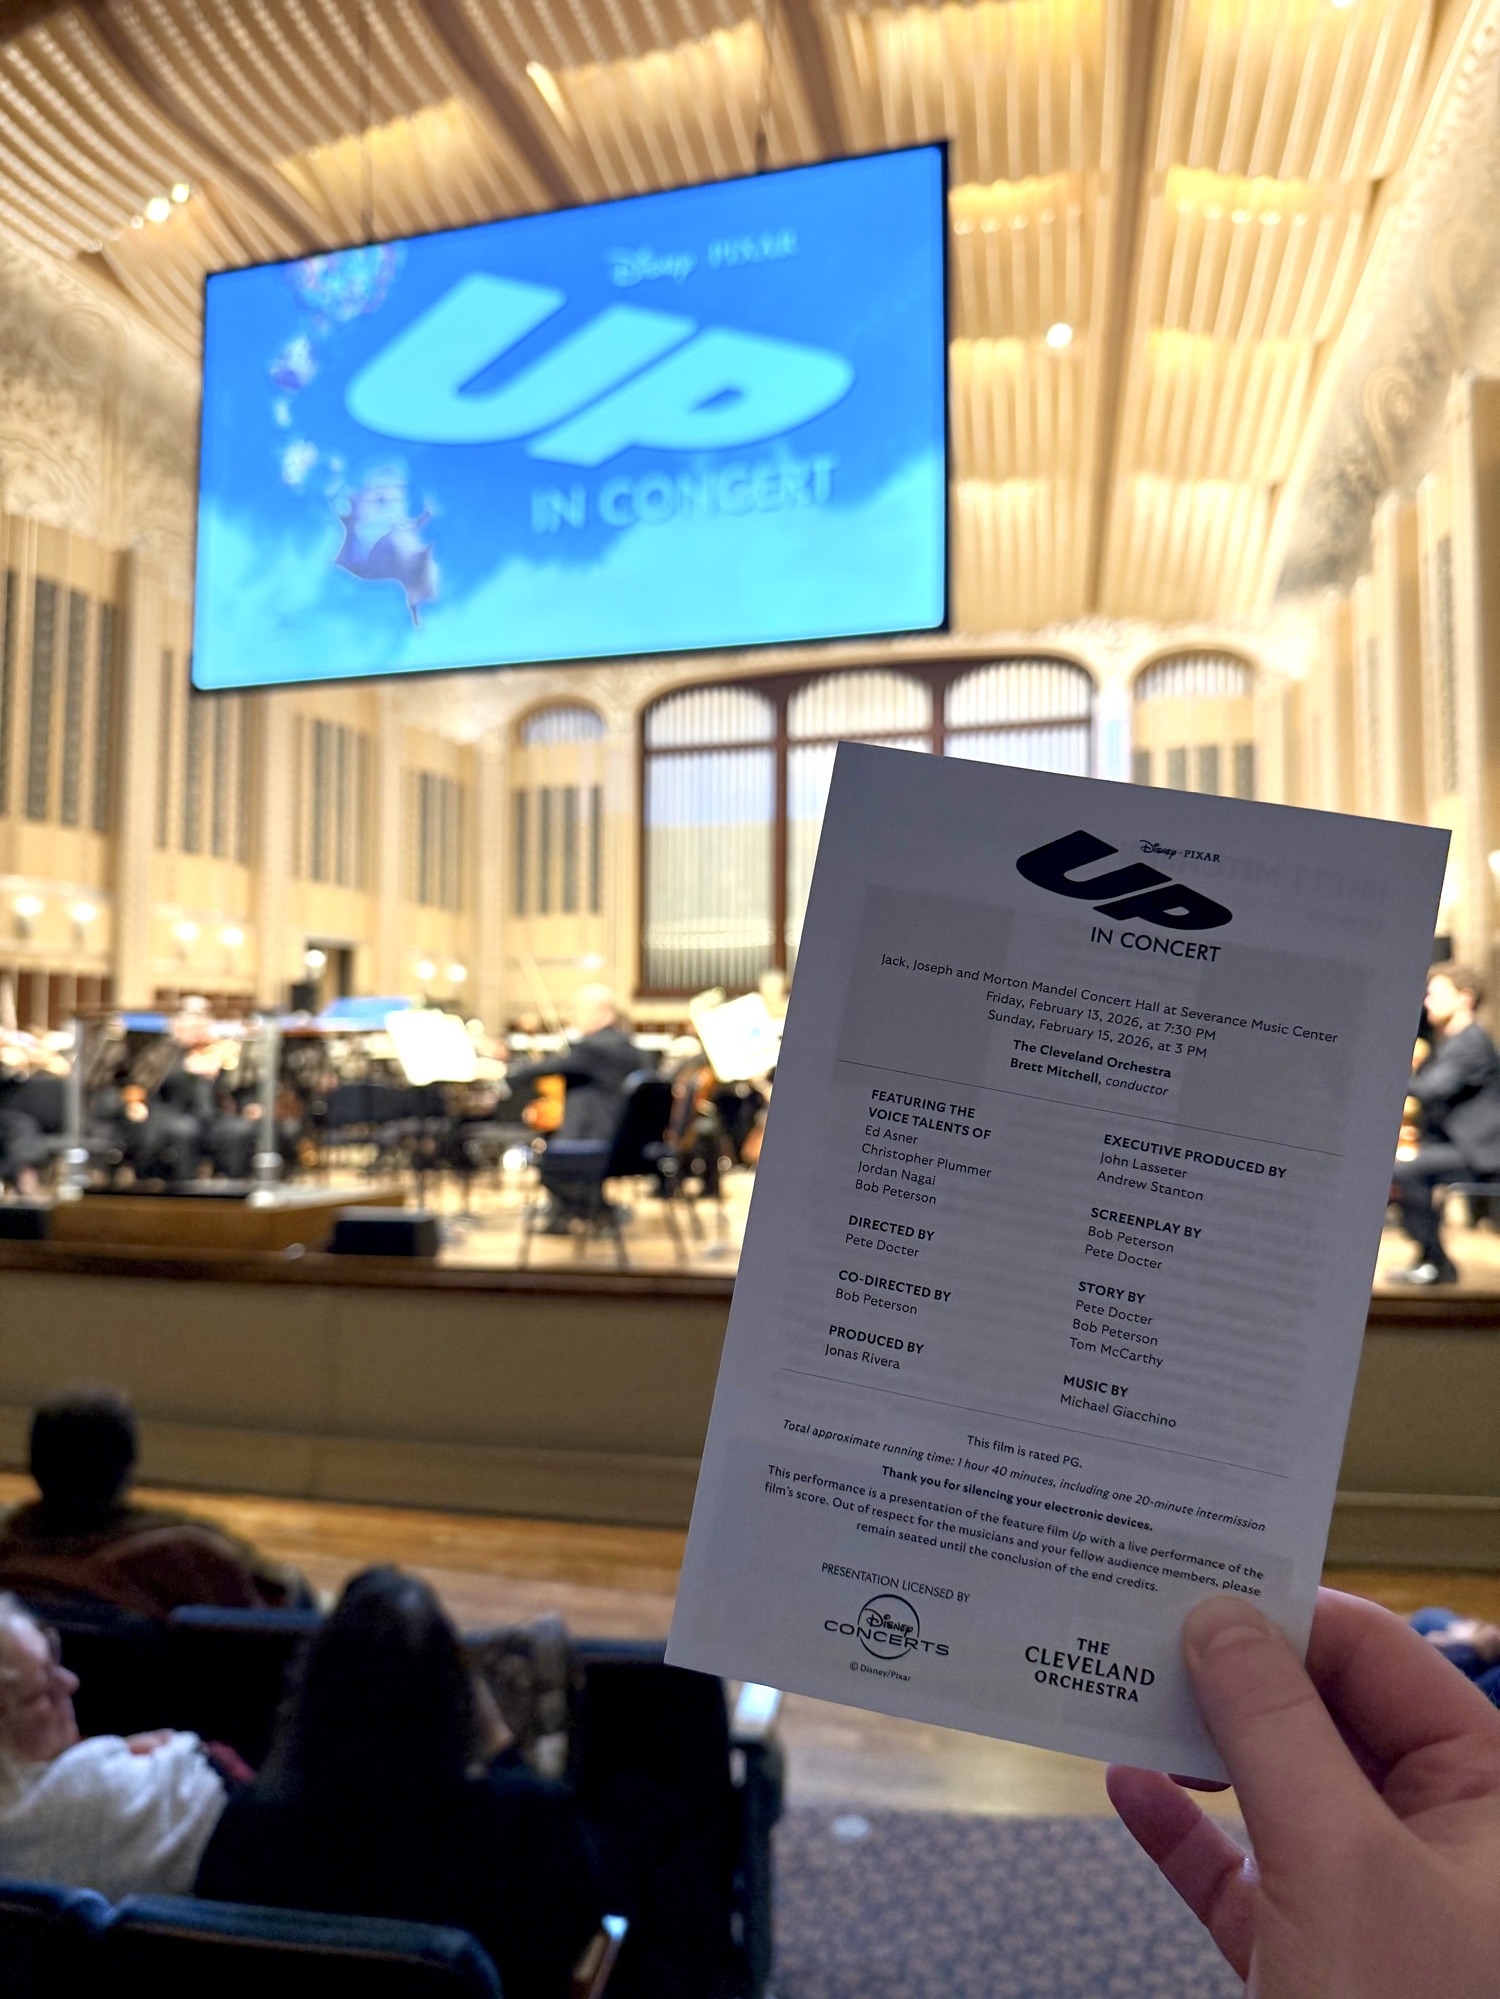 Disney PIXAR
UP
IN CONCERT
Disney · PIXAR
UP
IN CONCERT
Jack, Joseph and Morton Mandel Concert Hall at Severance Music Center
Friday, February 13, 2026, at 7:30 PM
Sunday, February 15, 2026, at 3 PM
The Cleveland Orchestra
Brett Mitchell, conductor
FEATURING THE
VOICE TALENTS OF
Ed Asner
Christopher Plummer
Jordan Nagai
Bob Peterson
DIRECTED BY
Pete Docter
CO-DIRECTED BY
Bob Peterson
PRODUCED BY
Jonas Rivera
EXECUTIVE PRODUCED BY
John Lasseter
Andrew Stanton
SCREENPLAY BY
Bob Peterson
Pete Docter
STORY BY
Pete Docter
Bob Peterson
Tom McCarthy
MUSIC BY
Michael Giacchino
This film is rated PG.
Total approximate running time: 1 hour 40 minutes, including one 20-minute intermission
Thank you for silencing your electronic devices.
This performance is a presentation of the feature film Up with a live performance of the
film's score. Out of respect for the musicians and your fellow audience members, please
remain seated until the conclusion of the end credits.
PRESENTATION LICENSED BY
Disney
CONCERTS
© Disney/Pixar
THE
CLEVELAND
ORCHESTRA